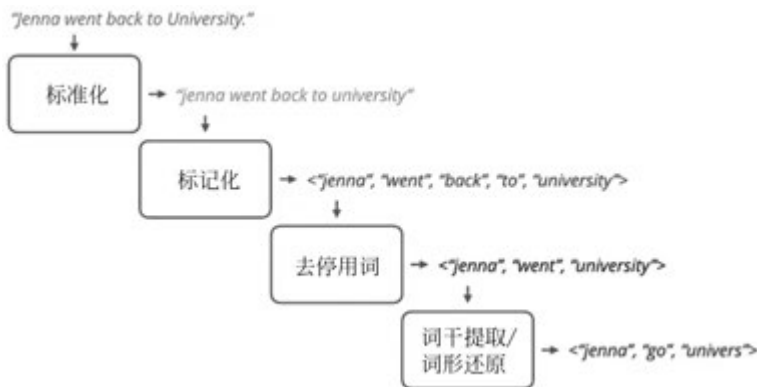 “Jenna went back to University.”
标准化
“jenna went back to university”
标记化
<“jenna”, “went”, “back”, “to”, “university”>
去停用词
<“jenna”, “went”, “university”>
词干提取/
词形还原
<“jenna”, “go”, “univers”>